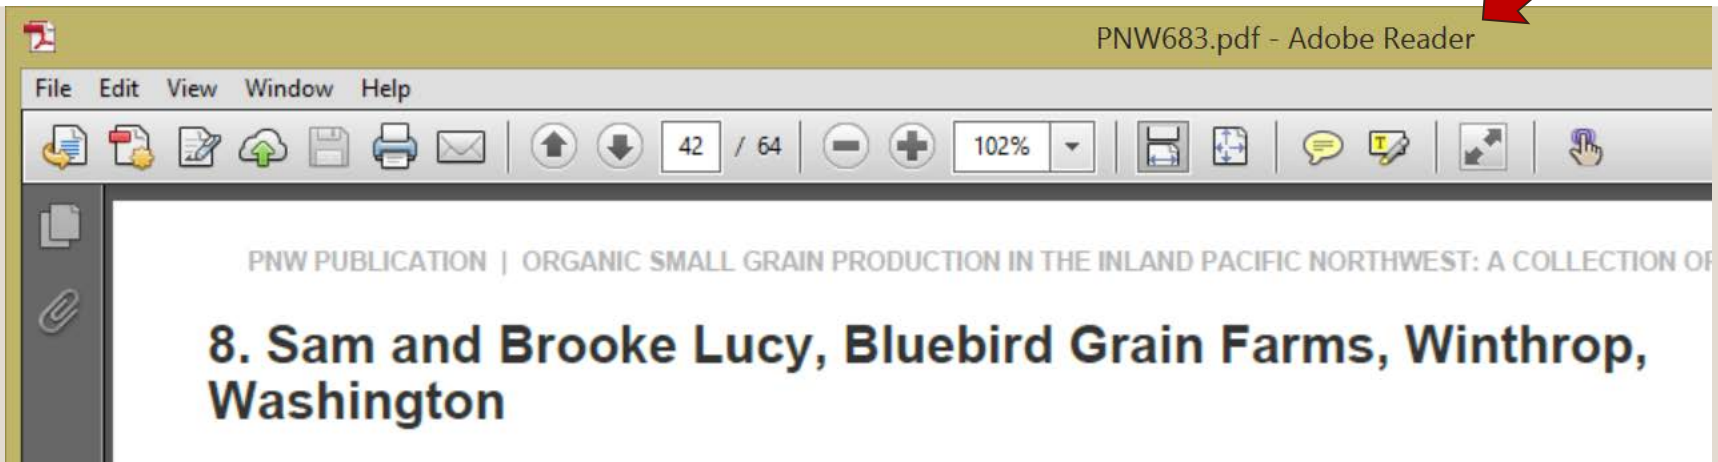 PNW683.pdf - Adobe Reader
File Edit View Window Help
42 / 64 102%
PNW PUBLICATION | ORGANIC SMALL GRAIN PRODUCTION IN THE INLAND PACIFIC NORTHWEST: A COLLECTION OF
8. Sam and Brooke Lucy, Bluebird Grain Farms, Winthrop,
Washington